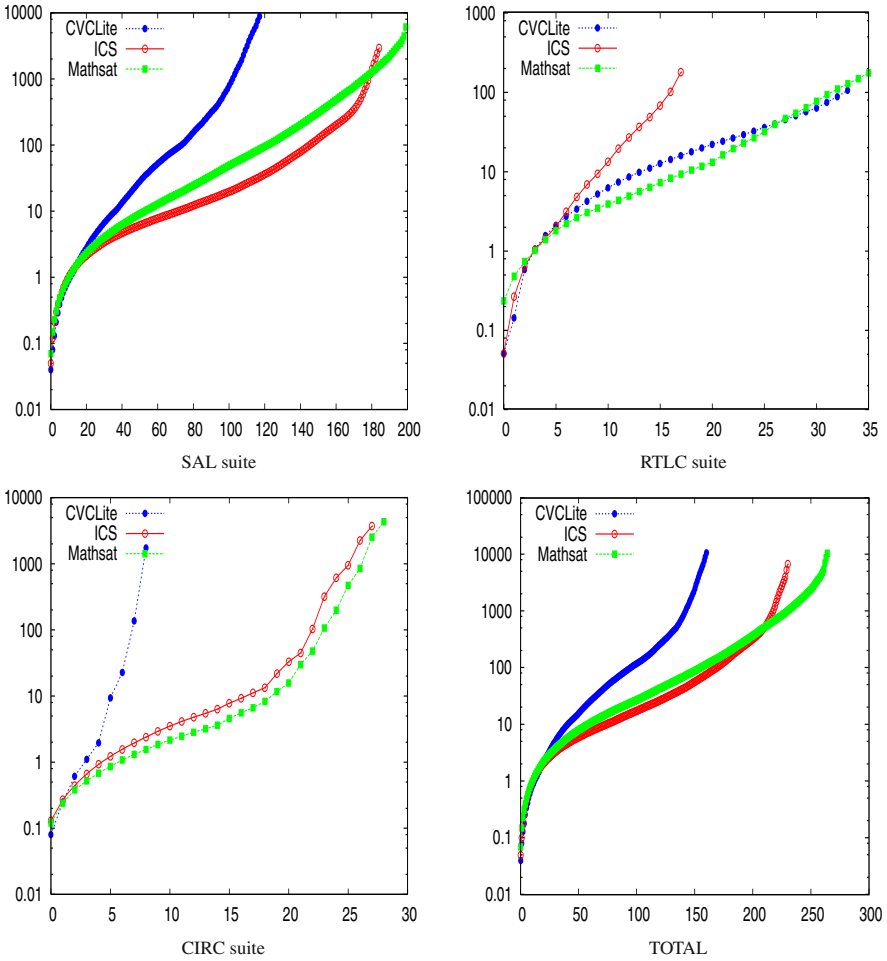 10000
1000
100
10
1
0.1
0.01
CVCLite
ICS
Mathsat
0 20 40 60 80 100 120 140 160 180 200
SAL suite
1000
100
10
1
0.1
0.01
CVCLite
ICS
Mathsat
0 5 10 15 20 25 30 35
RTLC suite
10000
1000
100
10
1
0.1
0.01
CVCLite
ICS
Mathsat
0 5 10 15 20 25 30
CIRC suite
100000
10000
1000
100
10
1
0.1
0.01
CVCLite
ICS
Mathsat
0 50 100 150 200 250 300
TOTAL